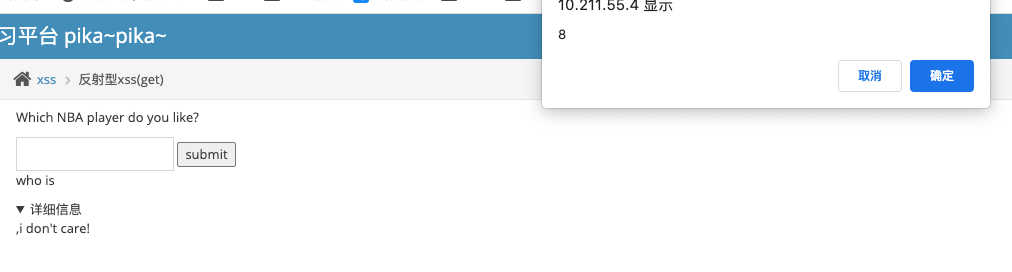 10.211.55.4 显示
8
取消
确定
习平台 pika~pika~
xss
反射型xss(get)
Which NBA player do you like?
submit
who is
详细信息
,i don't care!